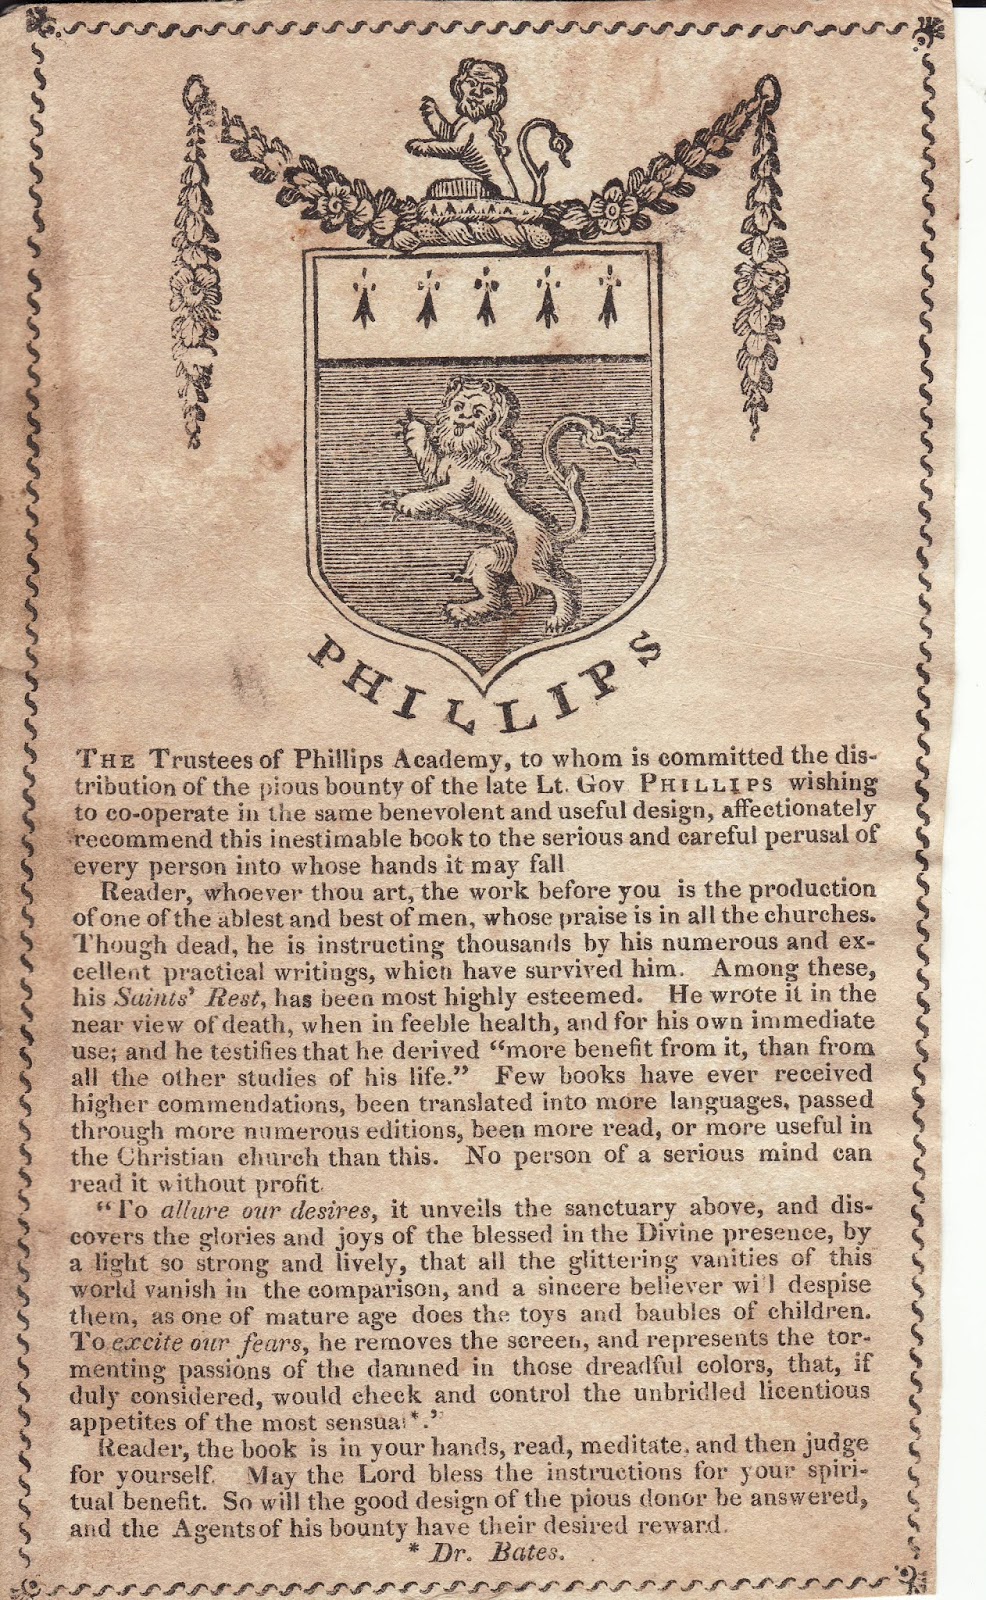 PHILLIPS
THE Trustees of Phillips Academy, to whom is committed the dis-
tribution of the pious bounty of the late Lt. Gov PHILLIPS wishing
to co-operate in the same benevolent and useful design, affectionately
recommend this inestimable book to the serious and careful perusal of
every person into whose hands it may fall
Reader, whoever thou art, the work before you is the production
of one of the ablest and best of men, whose praise is in all the churches.
Though dead, he is instructing thousands by his numerous and ex-
cellent practical writings, which have survived him. Among these,
his Saints' Rest, has been most highly esteemed. He wrote it in the
near view of death, when in feeble health, and for his own immediate
use; and he testifies that he derived "more benefit from it, than from
all the other studies of his life." Few books have ever received
higher commendations, been translated into more languages, passed
through more numerous editions, been more read, or more useful in
the Christian church than this. No person of a serious mind can
read it without profit.
"To allure our desires, it unveils the sanctuary above, and dis-
covers the glories and joys of the blessed in the Divine presence, by
a light so strong and lively, that all the glittering vanities of this
world vanish in the comparison, and a sincere believer will despise
them, as one of mature age does the toys and baubles of children.
To excite our fears, he removes the screen, and represents the tor-
menting passions of the damned in those dreadful colors, that, if
duly considered, would check and control the unbridled licentious
appetites of the most sensual*."
Reader, the book is in your hands, read, meditate, and then judge
for yourself. May the Lord bless the instructions for your spiri-
tual benefit. So will the good design of the pious donor be answered,
and the Agents of his bounty have their desired reward.
* Dr. Bates.